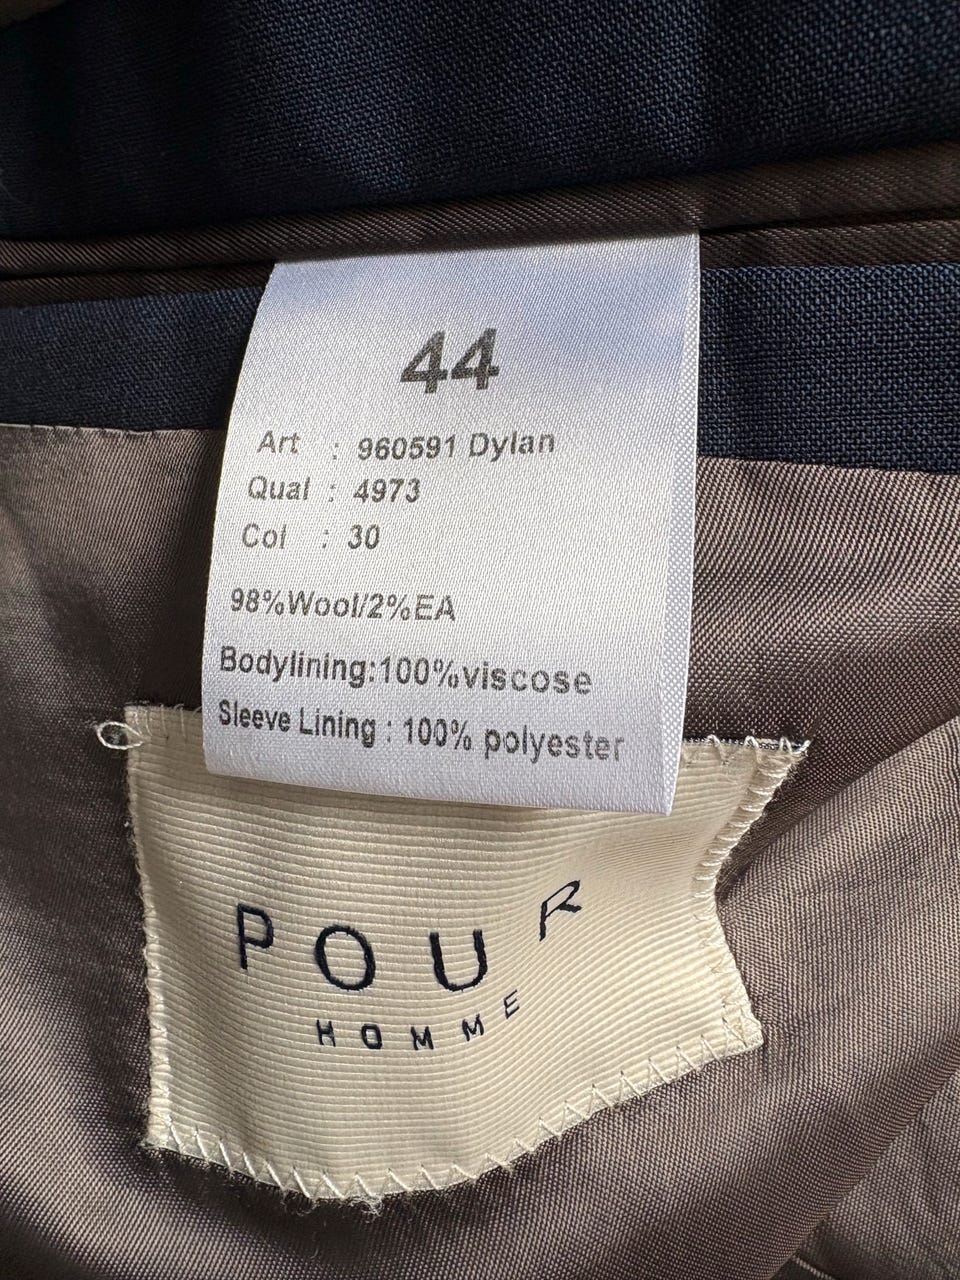 44
Art : 960591 Dylan
Qual : 4973
Col : 30
98%Wool/2%EA
Bodylining:100%viscose
Sleeve Lining : 100% polyester
POUR
HOMME